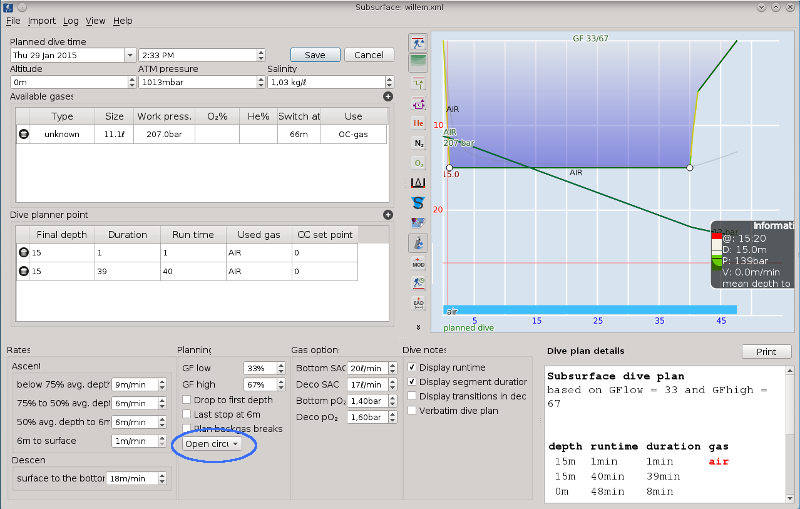 Subsurface: willem.xml
File Import Log View Help
Planned dive time
Thu 29 Jan 2015 2:33 PM Save Cancel
Altitude ATM pressure Salinity
0m 1013mbar 1,03 kg/ℓ
Available gases
Type Size Work press. O₂% He% Switch at Use
unknown 11.1ℓ 207.0bar 66m OC-gas
Dive planner point
Final depth Duration Run time Used gas CC set point
15 1 1 AIR 0
15 39 40 AIR 0
He
N₂
O₂
MOD
EAD
GF 33/67
AIR
10
AIR
207 bar
15.0
AIR
20
Informati
@: 15:20
D: 15.0m
P: 139bar
V: 0.0m/min
mean depth to
air
5 15 25 35 45
planned dive
Rates
Ascent
below 75% avg. depth 9m/min
75% to 50% avg. depth 6m/min
50% avg. depth to 6m 6m/min
6m to surface 1m/min
Descen
surface to the bottor 18m/min
Planning
GF low 33%
GF high 67%
Drop to first depth
Last stop at 6m
Plan backgas breaks
Open circu
Gas option
Bottom SAC 20ℓ/min
Deco SAC 17ℓ/min
Bottom pO₂ 1,40bar
Deco pO₂ 1,60bar
Dive notes
Display runtime
Display segment duration
Display transitions in dec
Verbatim dive plan
Dive plan details Print
Subsurface dive plan
based on GFlow = 33 and GFhigh =
67
depth runtime duration gas
15m 1min 1min air
15m 40min 39min
0m 48min 8min